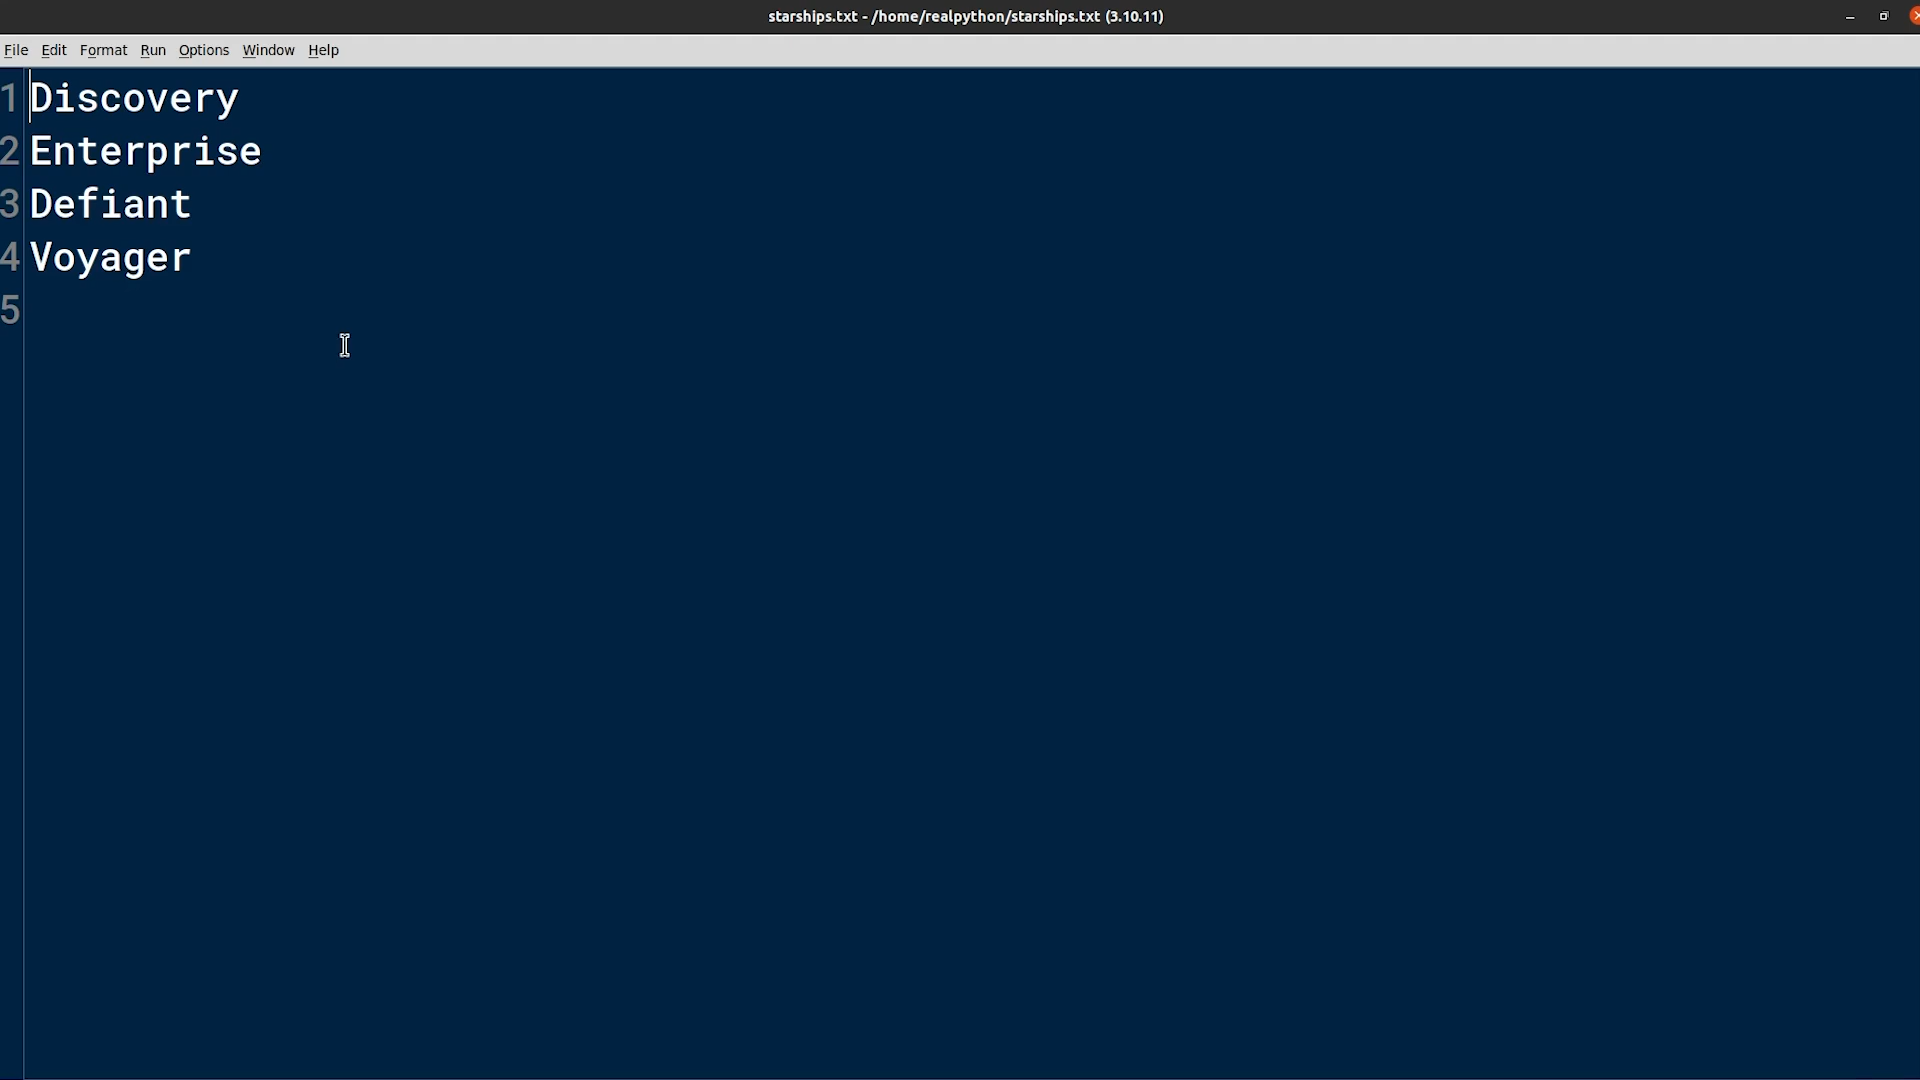 starships.txt - /home/realpython/starships.txt (3.10.11)
File Edit Format Run Options Window Help
1 Discovery
2 Enterprise
3 Defiant
4 Voyager
5